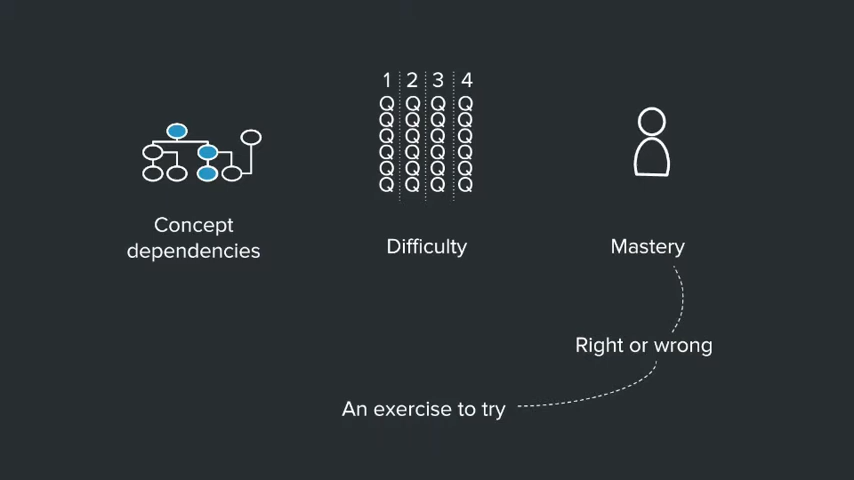 1 2 3 4
Q Q Q Q
Q Q Q Q
Q Q Q Q
Q Q Q Q
Q Q Q Q
Q Q Q Q
Concept
dependencies
Difficulty
Mastery
Right or wrong
An exercise to try